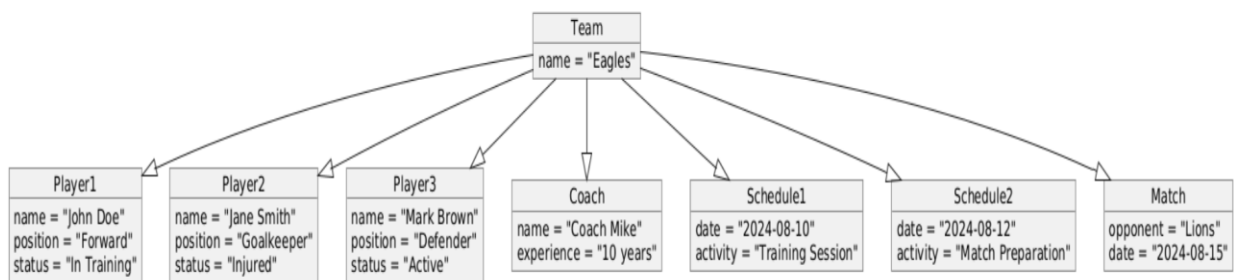 Team
name = "Eagles"
Player1
name = "John Doe"
position = "Forward"
status = "In Training"
Player2
name = "Jane Smith"
position = "Goalkeeper"
status = "Injured"
Player3
name = "Mark Brown"
position = "Defender"
status = "Active"
Coach
name = "Coach Mike"
experience = "10 years"
Schedule1
date = "2024-08-10"
activity = "Training Session"
Schedule2
date = "2024-08-12"
activity = "Match Preparation"
Match
opponent = "Lions"
date = "2024-08-15"